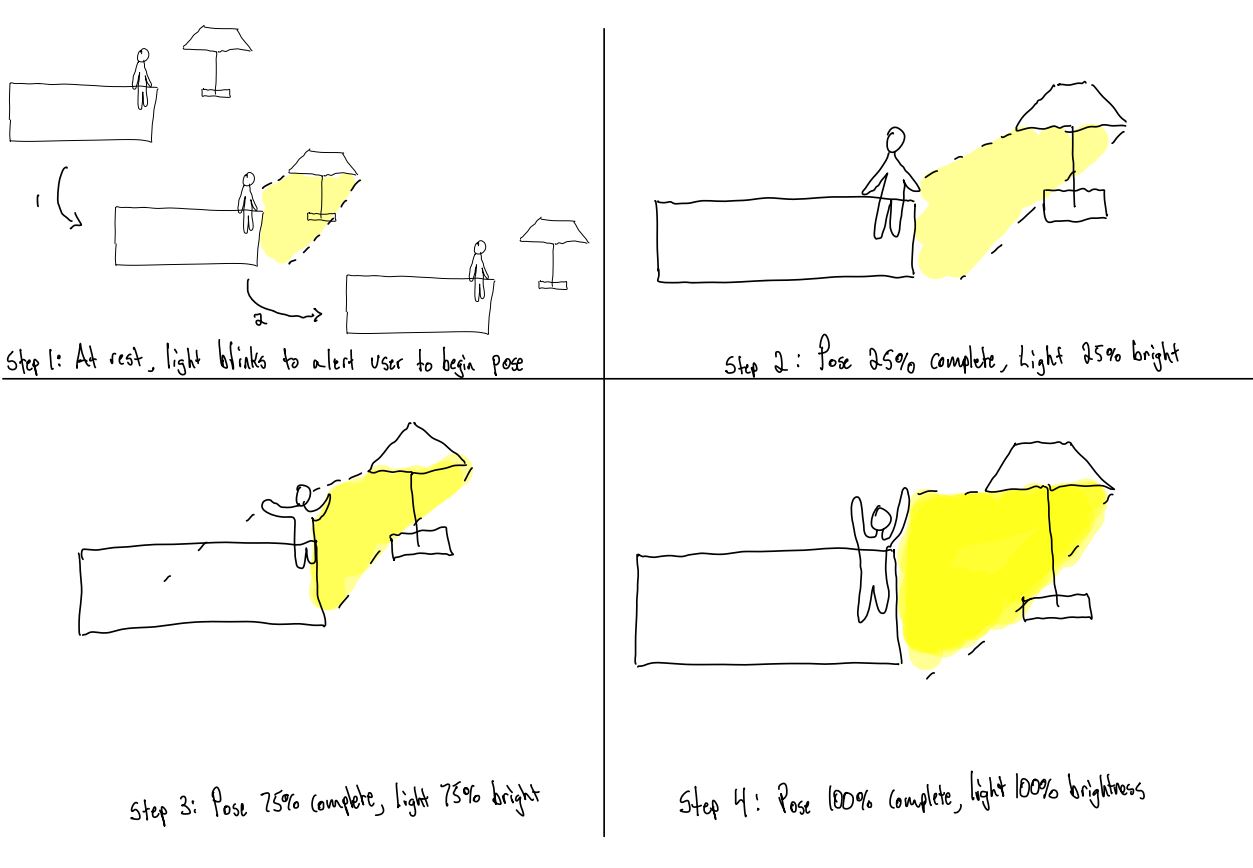 1
2
Step 1: At rest, light blinks to alert user to begin pose
Step 2: Pose 25% complete, Light 25% bright
Step 3: Pose 75% complete, light 75% bright
Step 4: Pose 100% complete, light 100% brightness